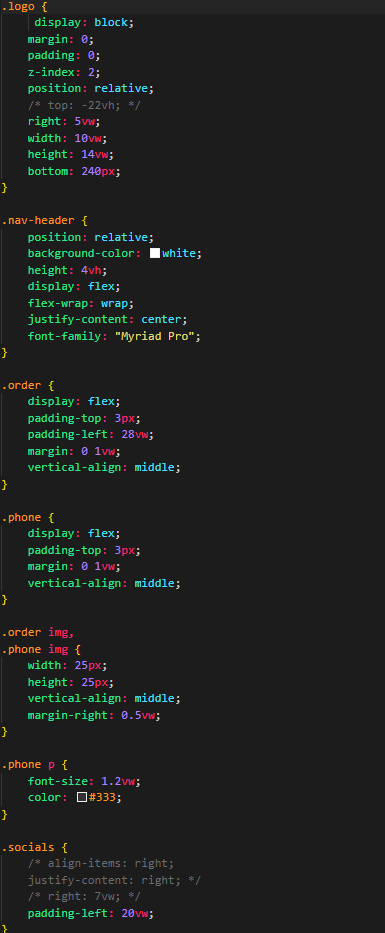 .logo {
display: block;
margin: 0;
padding: 0;
z-index: 2;
position: relative;
/* top: -22vh; */
right: 5vw;
width: 10vw;
height: 14vw;
bottom: 240px;
}
.nav-header {
position: relative;
background-color: white;
height: 4vh;
display: flex;
flex-wrap: wrap;
justify-content: center;
font-family: "Myriad Pro";
}
.order {
display: flex;
padding-top: 3px;
padding-left: 28vw;
margin: 0 1vw;
vertical-align: middle;
}
.phone {
display: flex;
padding-top: 3px;
margin: 0 1vw;
vertical-align: middle;
}
.order img,
.phone img {
width: 25px;
height: 25px;
vertical-align: middle;
margin-right: 0.5vw;
}
.phone p {
font-size: 1.2vw;
color: #333;
}
.socials {
/* align-items: right;
justify-content: right; */
/* right: 7vw; */
padding-left: 20vw;
}